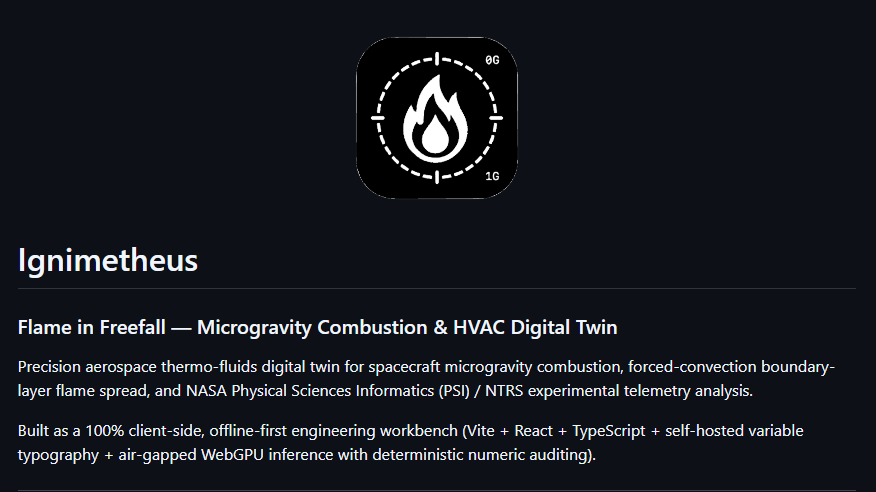 0G
1G
Ignimetheus
Flame in Freefall — Microgravity Combustion & HVAC Digital Twin
Precision aerospace thermo-fluids digital twin for spacecraft microgravity combustion, forced-convection boundary-
layer flame spread, and NASA Physical Sciences Informatics (PSI) / NTRS experimental telemetry analysis.
Built as a 100% client-side, offline-first engineering workbench (Vite + React + TypeScript + self-hosted variable
typography + air-gapped WebGPU inference with deterministic numeric auditing).